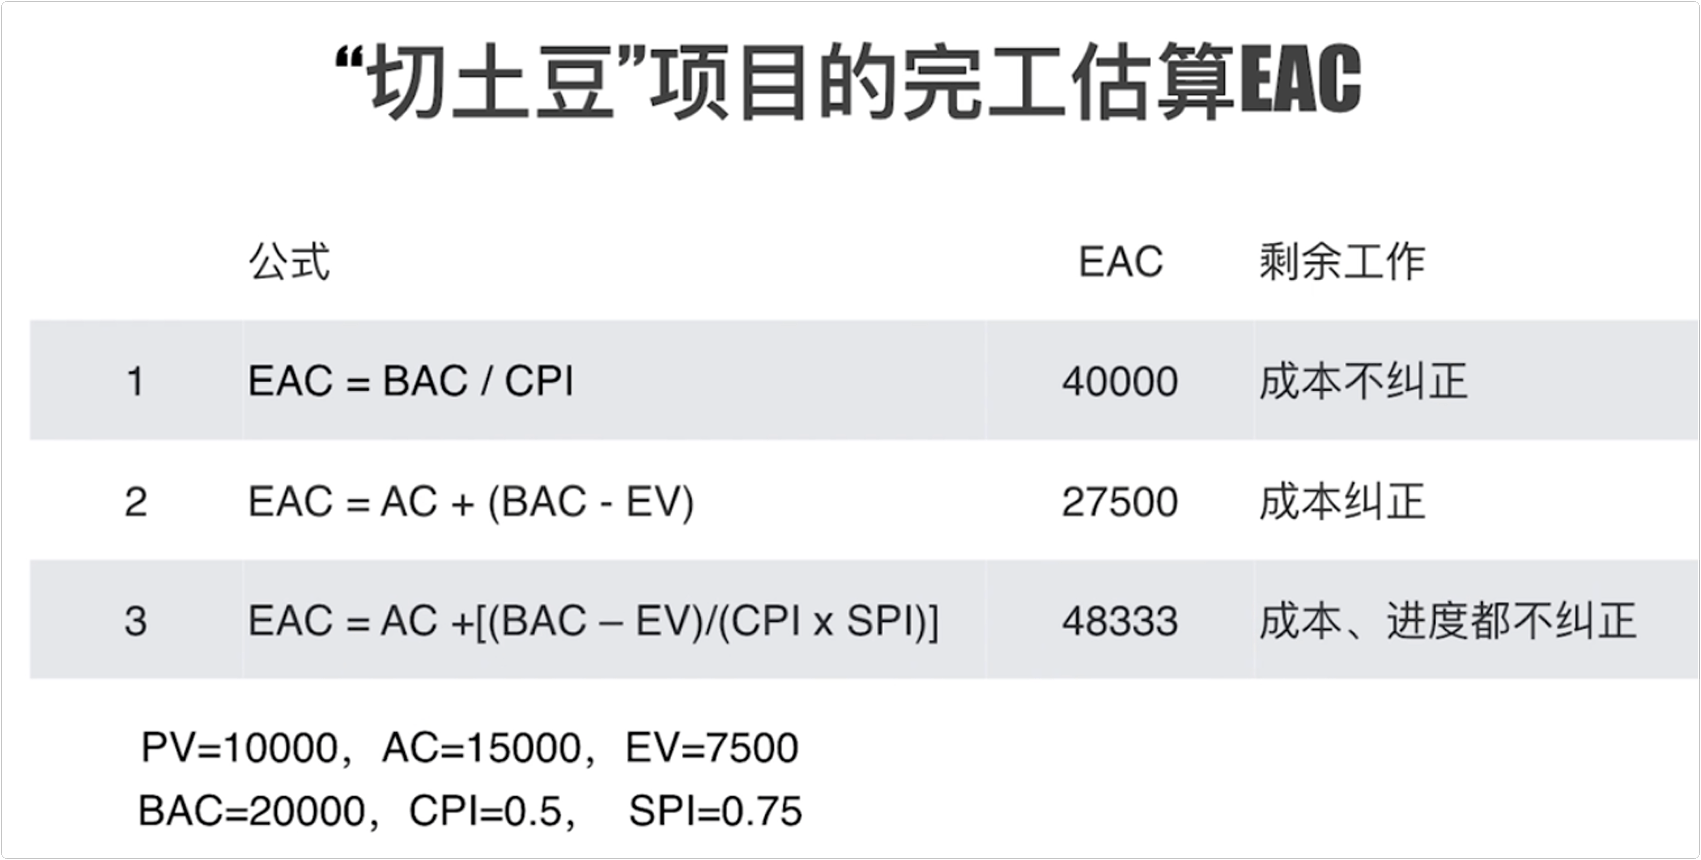 “切土豆”项目的完工估算EAC
公式 EAC 剩余工作
1 EAC = BAC / CPI 40000 成本不纠正
2 EAC = AC + (BAC - EV) 27500 成本纠正
3 EAC = AC +[(BAC – EV)/(CPI x SPI)] 48333 成本、进度都不纠正
PV=10000，AC=15000，EV=7500
BAC=20000，CPI=0.5， SPI=0.75